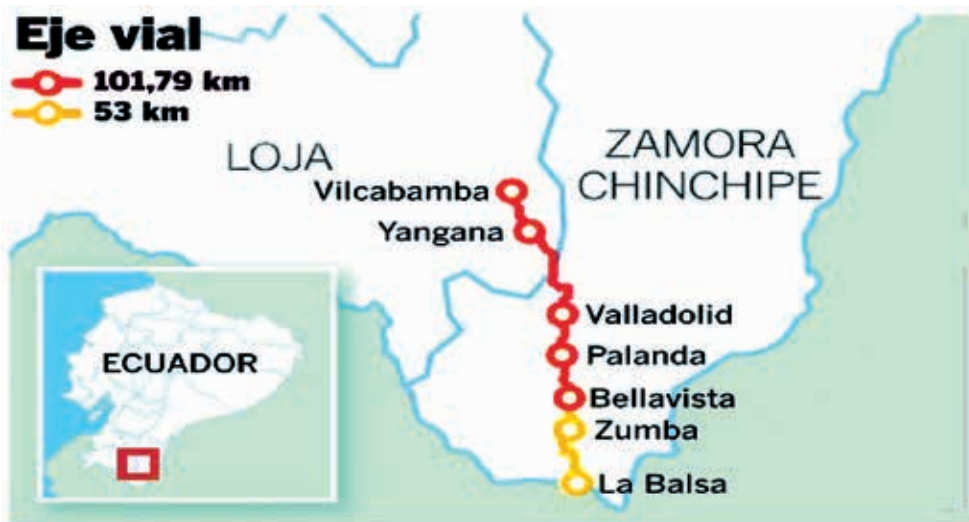 Eje vial
101,79 km
53 km
LOJA
ZAMORA
CHINCHIPE
Vilcabamba
Yangana
Valladolid
Palanda
Bellavista
Zumba
La Balsa
ECUADOR